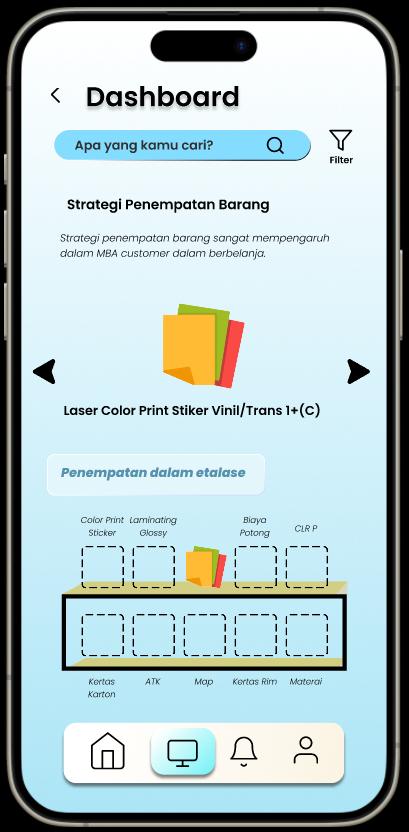 Dashboard
Apa yang kamu cari?
Filter
Strategi Penempatan Barang
Strategi penempatan barang sangat mempengaruh
dalam MBA customer dalam berbelanja.
Laser Color Print Stiker Vinil/Trans 1+(C)
Penempatan dalam etalase
Color Print
Sticker
Laminating
Glossy
Biaya
Potong
CLR P
Kertas
Karton
ATK
Map
Kertas Rim
Materai